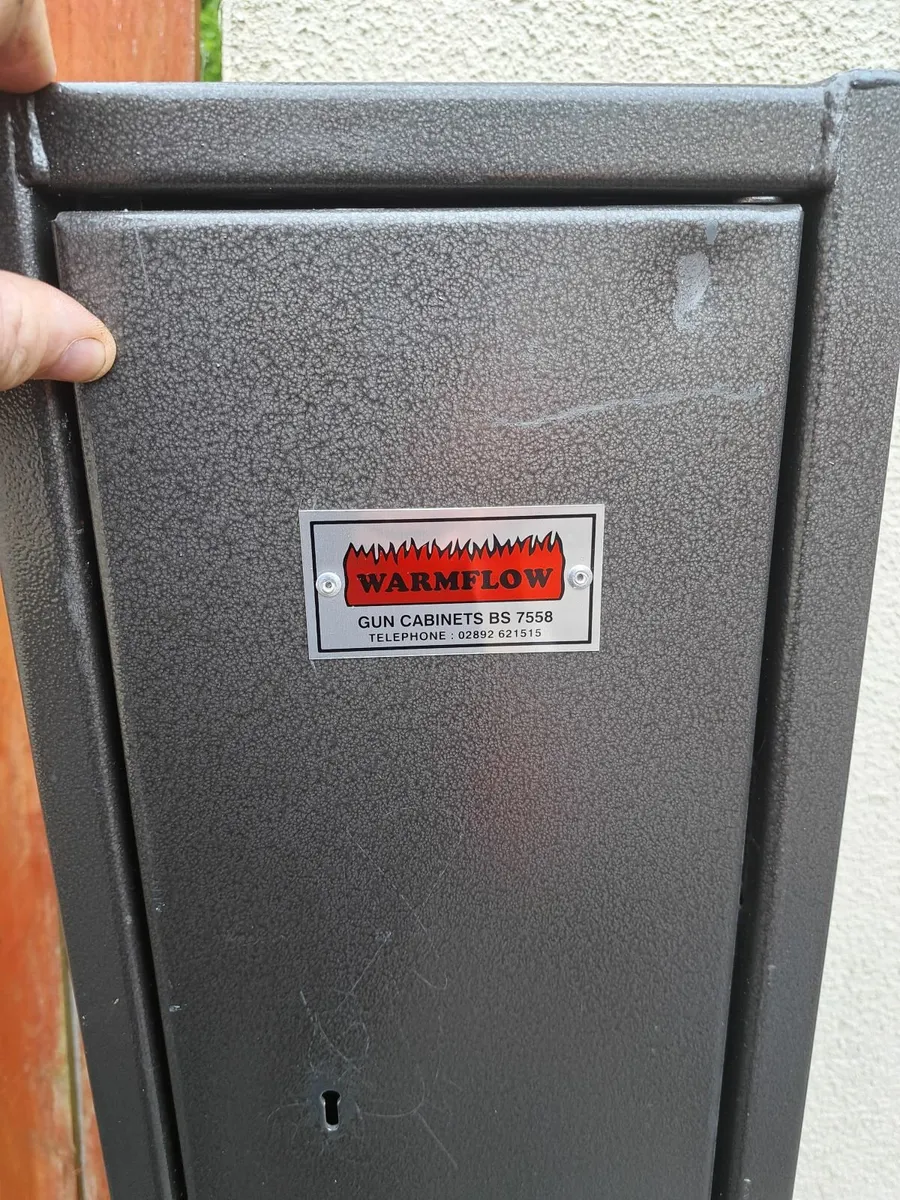 WARMFLOW
GUN CABINETS BS 7558
TELEPHONE : 02892 621515